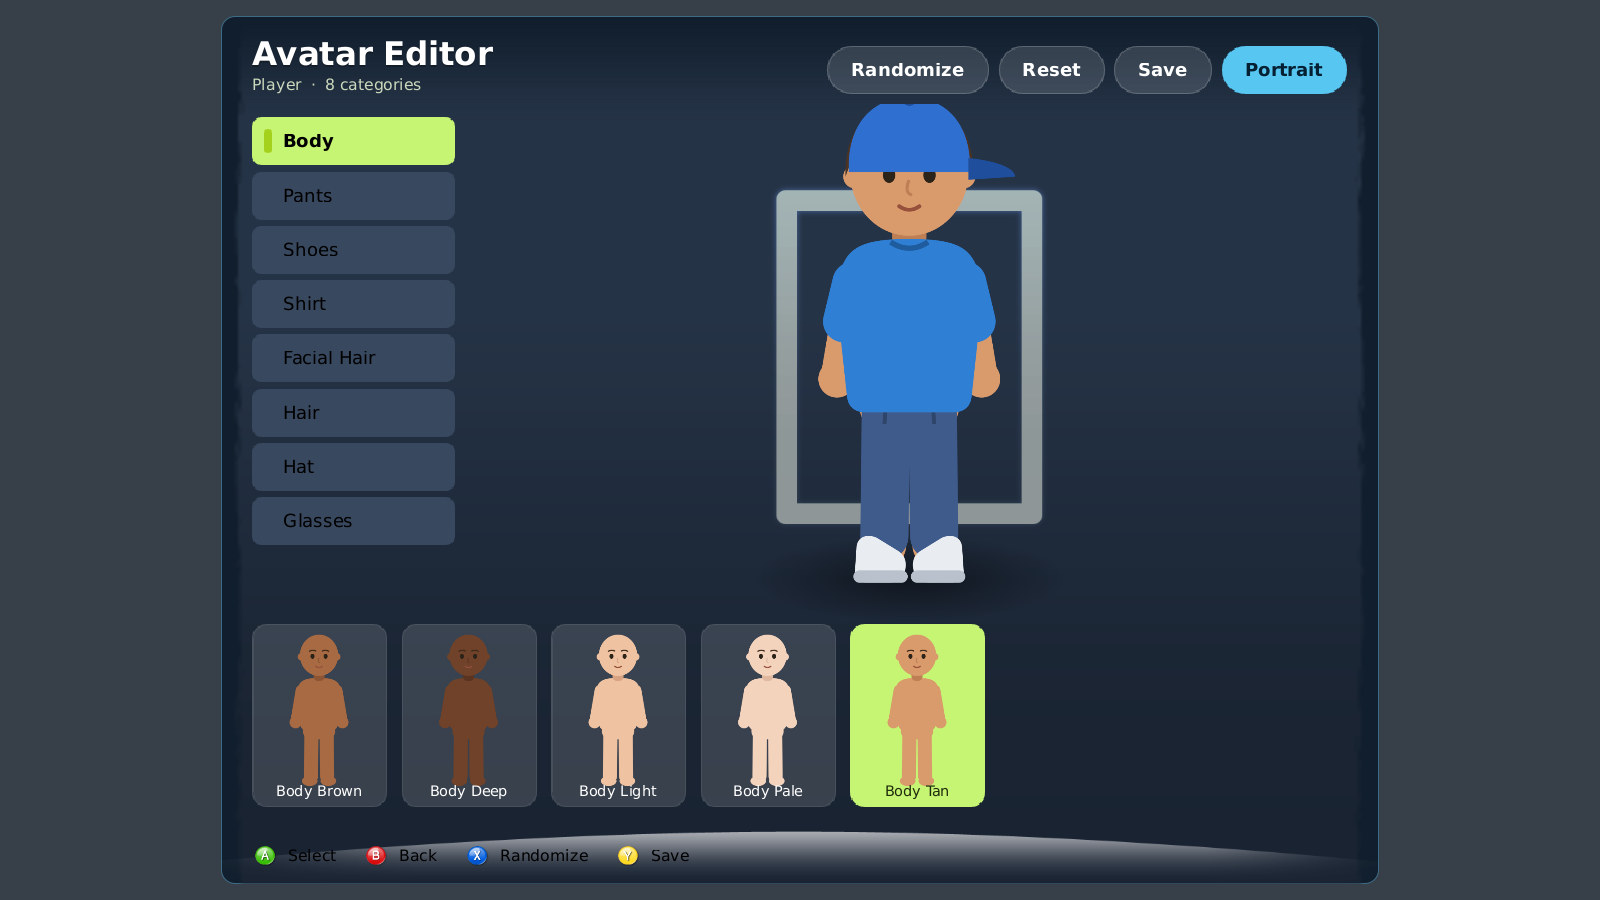 Avatar Editor
Player · 8 categories
Randomize
Reset
Save
Portrait
Body
Pants
Shoes
Shirt
Facial Hair
Hair
Hat
Glasses
Body Brown
Body Deep
Body Light
Body Pale
Body Tan
A Select
B Back
X Randomize
Y Save